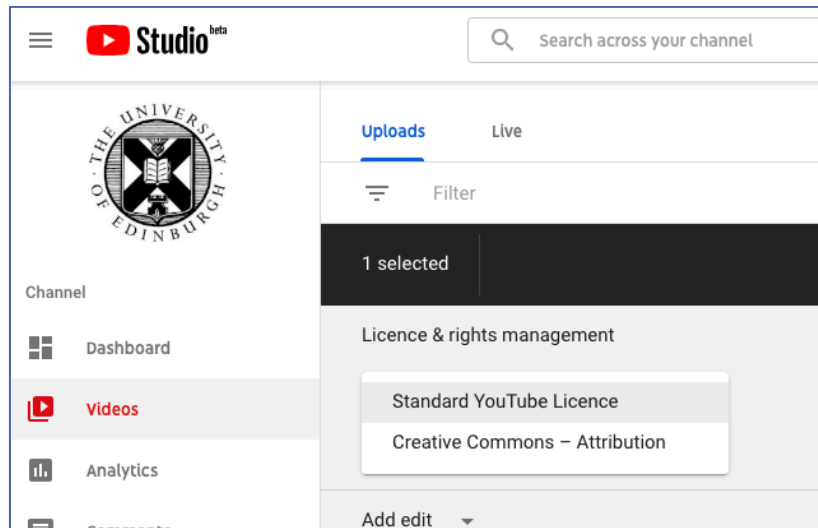 Studio beta
Search across your channel
THE UNIVERSITY OF EDINBURGH
Uploads
Live
Filter
1 selected
Channel
Licence & rights management
Dashboard
Standard YouTube Licence
Videos
Creative Commons – Attribution
Analytics
Add edit
Comments